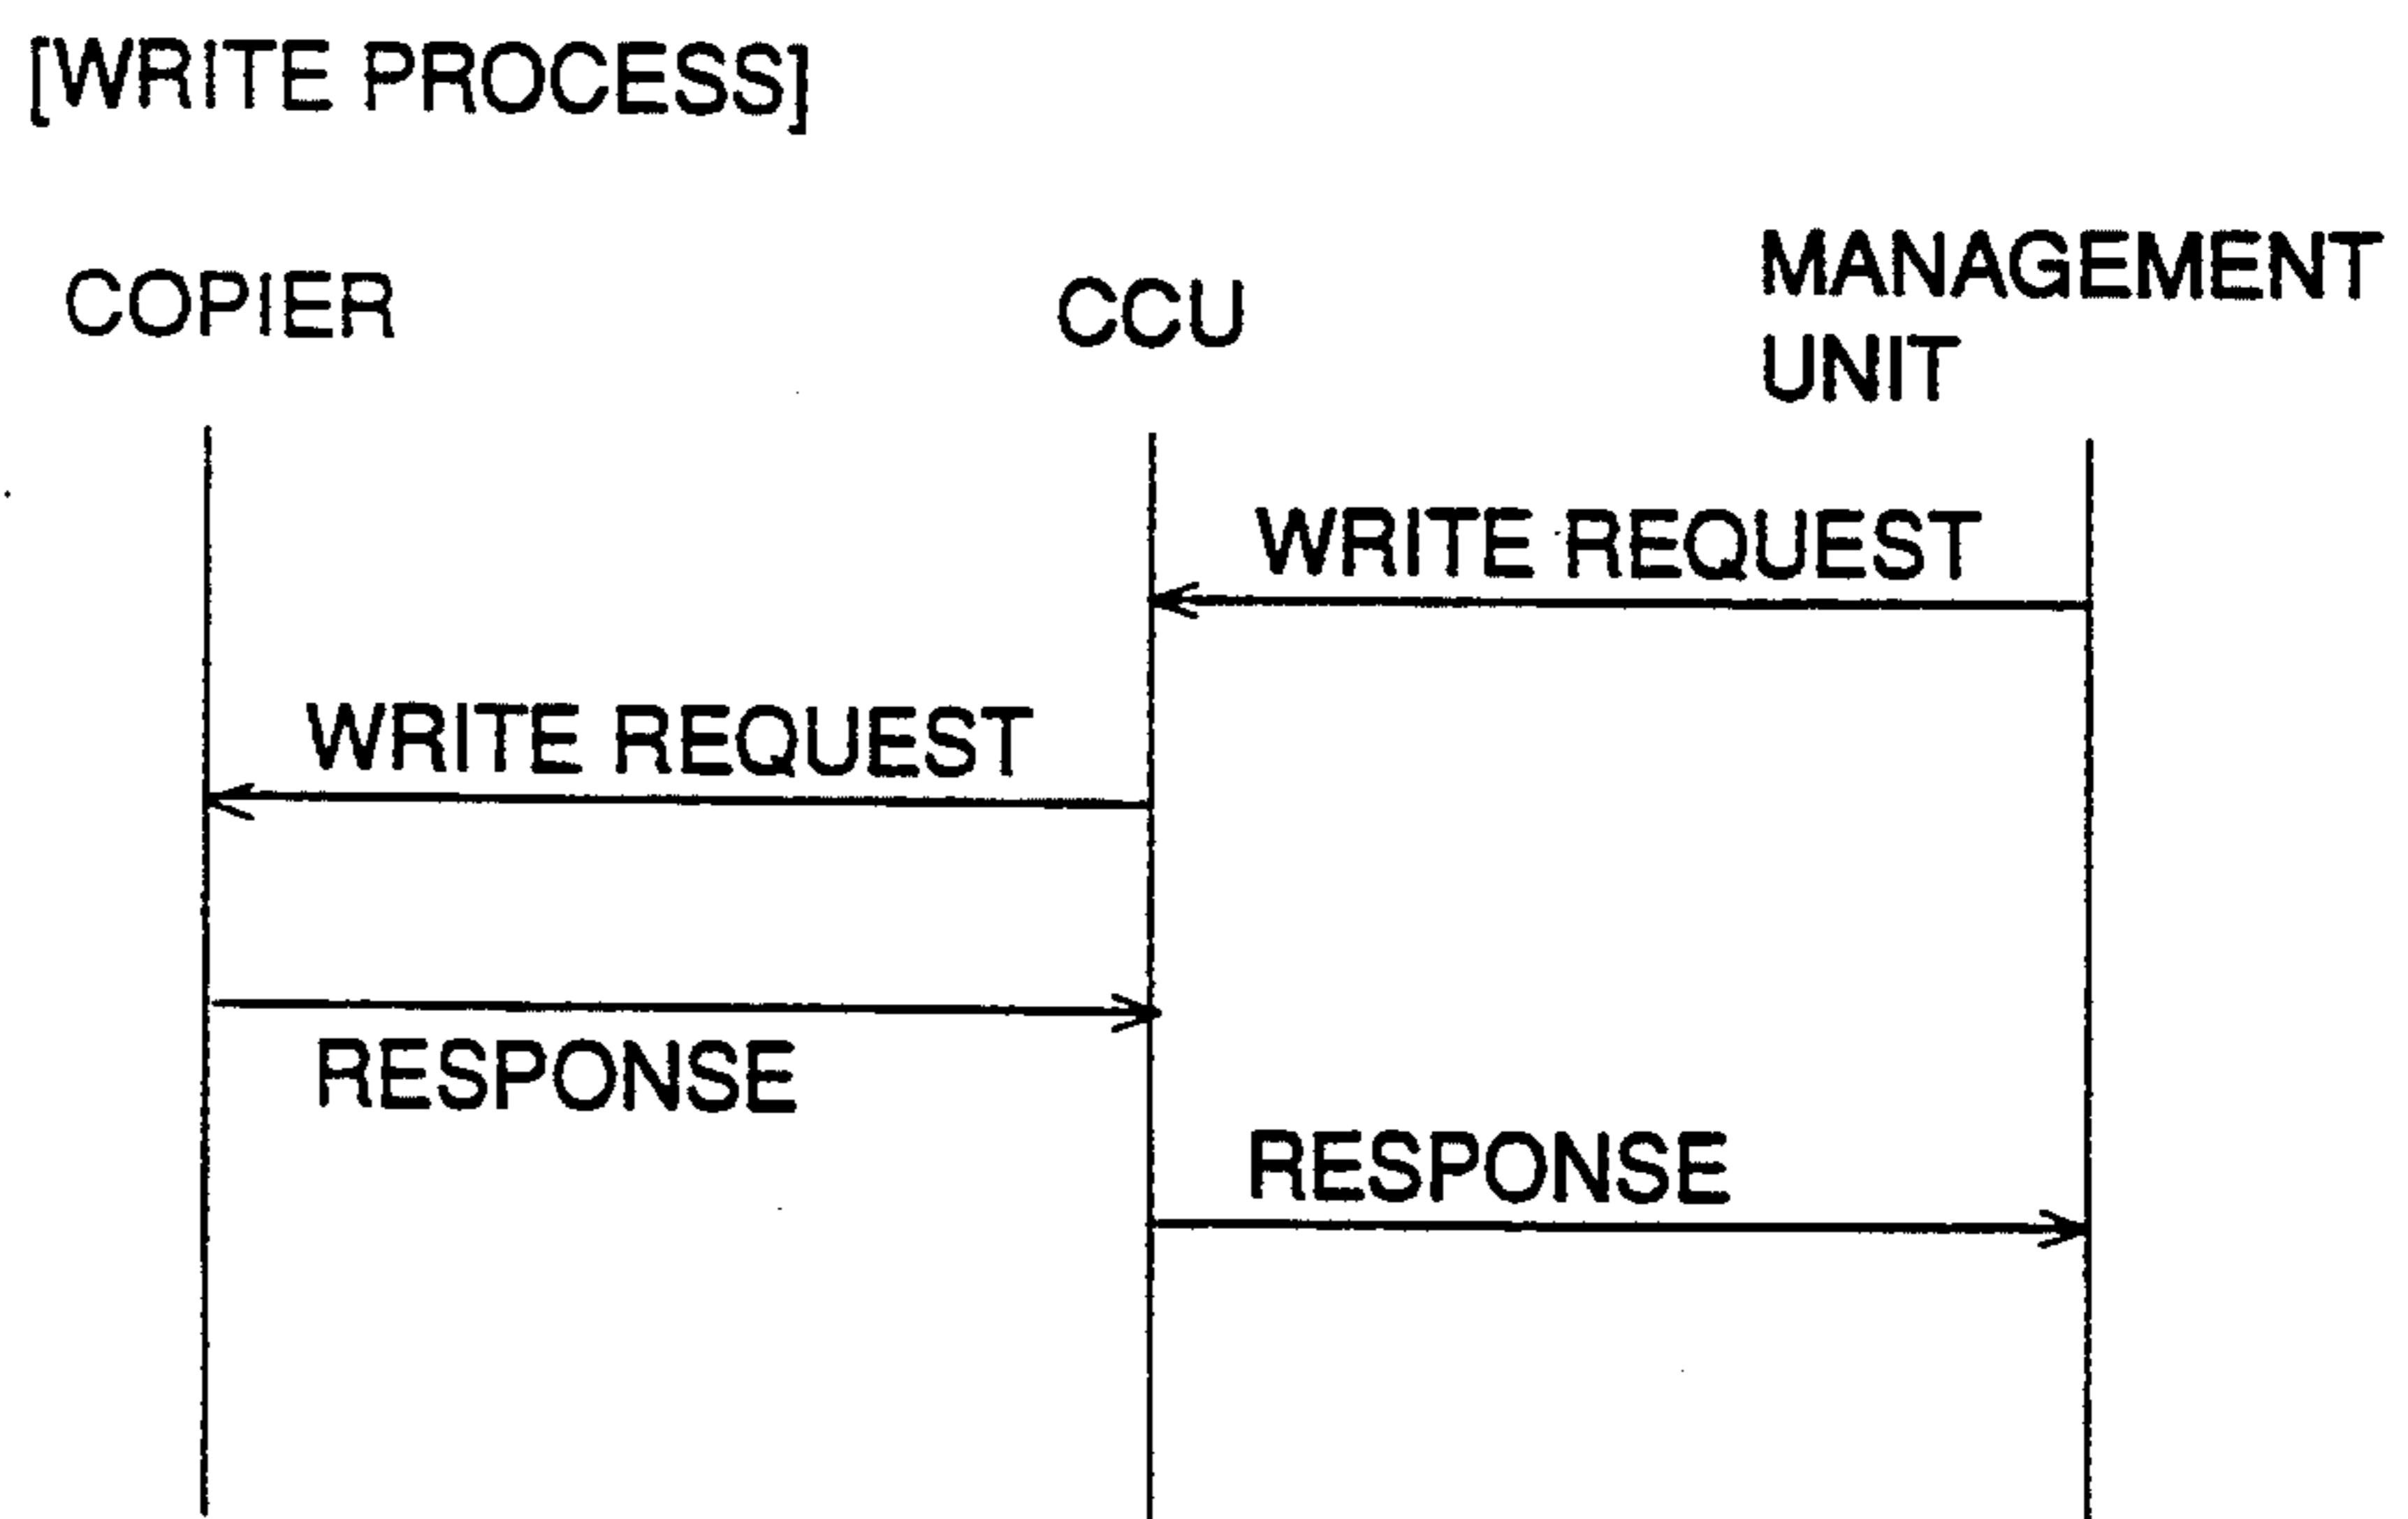 [WRITE PROCESS]
COPIER
CCU
MANAGEMENT
UNIT
WRITE REQUEST
WRITE REQUEST
RESPONSE
RESPONSE